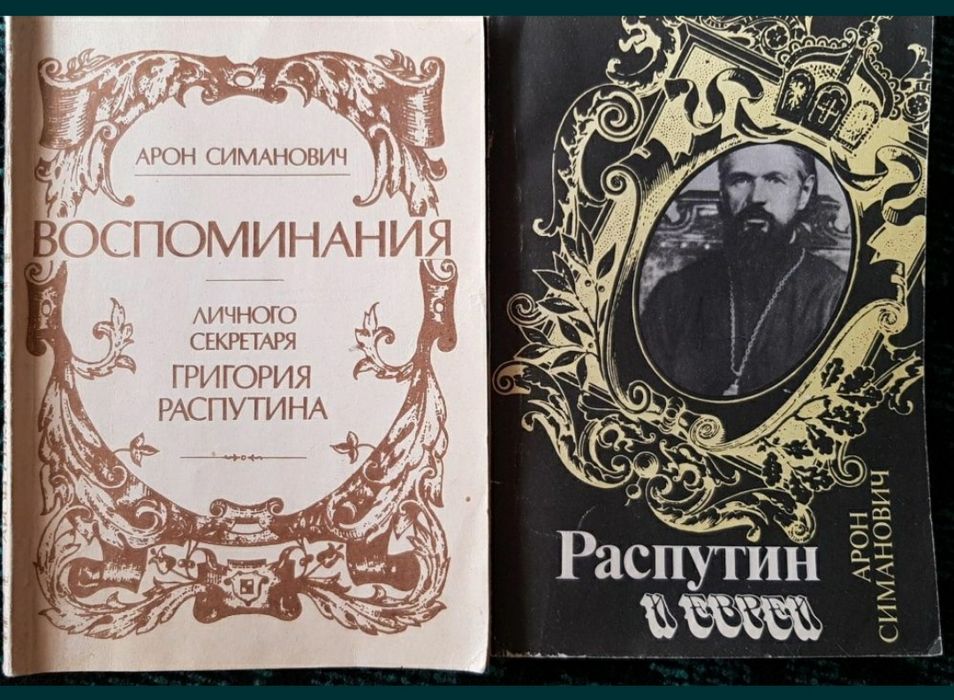 АРОН СИМАНОВИЧ
ВОСПОМИНАНИЯ
ЛИЧНОГО
СЕКРЕТАРЯ
ГРИГОРИЯ
РАСПУТИНА
Распутин
и евреи
АРОН
СИМАНОВИЧ